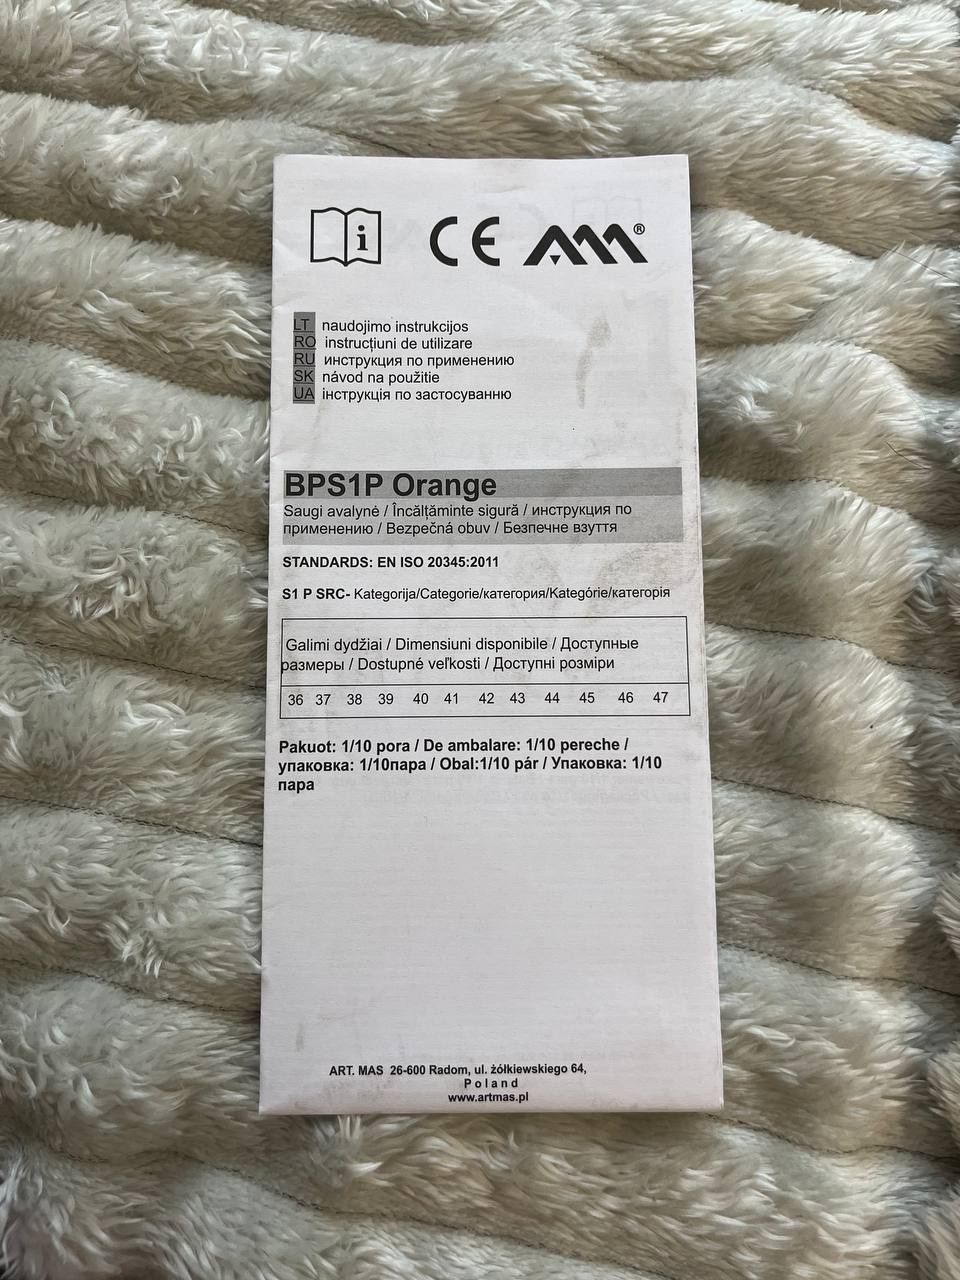 i CE AM®
LT naudojimo instrukcijos
RO instrucțiuni de utilizare
RU инструкция по применению
SK návod na použitie
UA інструкція по застосуванню
BPS1P Orange
Saugi avalynė / Încălțăminte sigură / инструкция по
применению / Bezpečná obuv / Безпечне взуття
STANDARDS: EN ISO 20345:2011
S1 P SRC- Kategorija/Categorie/категория/Kategórie/категорія
Galimi dydžiai / Dimensiuni disponibile / Доступные
размеры / Dostupné veľkosti / Доступні розміри
36 37 38 39 40 41 42 43 44 45 46 47
Pakuot: 1/10 pora / De ambalare: 1/10 pereche /
упаковка: 1/10пара / Obal:1/10 pár / Упаковка: 1/10
пара
ART. MAS 26-600 Radom, ul. żółkiewskiego 64,
Poland
www.artmas.pl